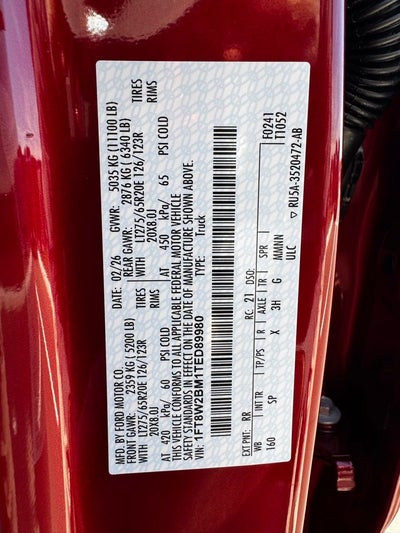 MFD. BY FORD MOTOR CO.
DATE: 02/26 GVWR: 5035 KG (11100 LB)
FRONT GAWR: 2359 KG (5200 LB) REAR GAWR: 2876 KG (6340 LB)
WITH LT275/65R20E 126/123R TIRES WITH LT275/65R20E 126/123R TIRES
20X8.0J RIMS 20X8.0J RIMS
AT 420 kPa/ 60 PSI COLD AT 450 kPa/ 65 PSI COLD
THIS VEHICLE CONFORMS TO ALL APPLICABLE FEDERAL MOTOR VEHICLE
SAFETY STANDARDS IN EFFECT ON THE DATE OF MANUFACTURE SHOWN ABOVE.
VIN: 1FT8W2BM1TED89980
TYPE: Truck
F0241
T1052
EXT PNT: RR RC: 21 DSO:
WB INT TR TP/PS R AXLE TR SPR
160 SP X 3H G MAMNN
ULC
▽ RU5A-3520472-AB